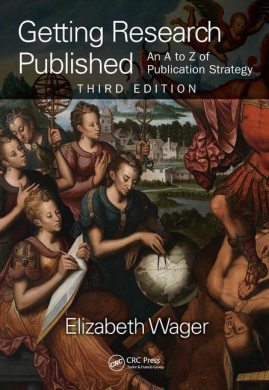 Getting Research
Published
An A to Z of
Publication Strategy
THIRD EDITION
Elizabeth Wager
CRC Press
Taylor & Francis Group